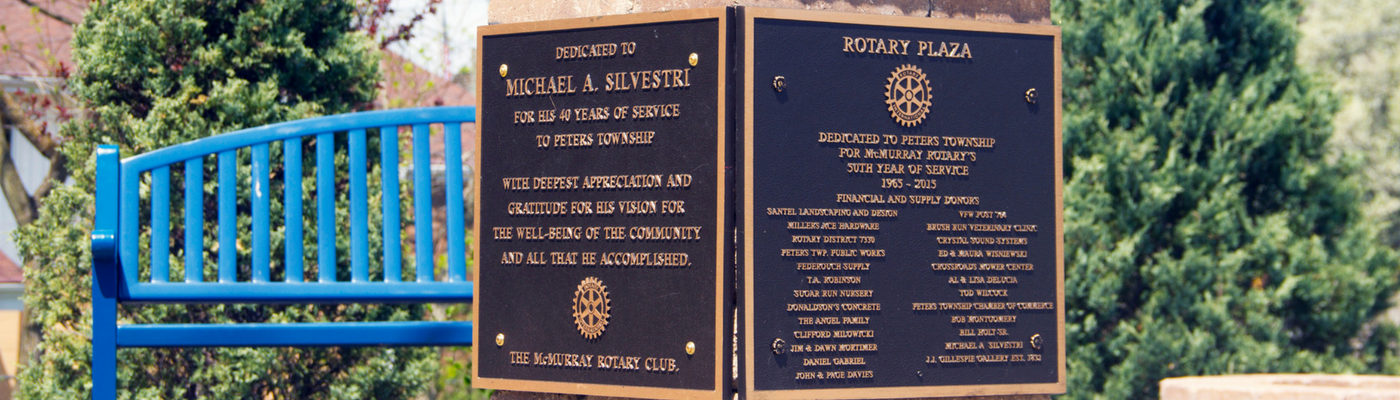 DEDICATED TO
MICHAEL A. SILVESTRI
FOR HIS 40 YEARS OF SERVICE
TO PETERS TOWNSHIP
WITH DEEPEST APPRECIATION AND
GRATITUDE FOR HIS VISION FOR
THE WELL-BEING OF THE COMMUNITY
AND ALL THAT HE ACCOMPLISHED.
THE McMURRAY ROTARY CLUB.
ROTARY PLAZA
DEDICATED TO PETERS TOWNSHIP
FOR McMURRAY ROTARY'S
50TH YEAR OF SERVICE
1965 - 2015
FINANCIAL AND SUPPLY DONORS
SANTEL LANDSCAPING AND DESIGN
MILLER'S ACE HARDWARE
ROTARY DISTRICT 7330
PETERS TWP. PUBLIC WORKS
FEDEROUCH SUPPLY
T.A. ROBINSON
SUGAR RUN NURSERY
DONALDSON'S CONCRETE
THE ANGEL FAMILY
CLIFFORD MILOWICKI
JIM & DAWN MORTIMER
DANIEL GABRIEL
JOHN & PAGE DAVIES
VFW POST 764
BRUSH RUN VETERINARY CLINIC
CRYSTAL SOUND SYSTEMS
ED & MAURA WISNIEWSKI
CROSSROADS MOWER CENTER
AL & LISA DELUCIA
TOD WILCOCK
PETERS TOWNSHIP CHAMBER OF COMMERCE
BOB MONTGOMERY
BILL HOLT SR.
MICHAEL A. SILVESTRI
J.J. GILLESPIE GALLERY EST. 1832